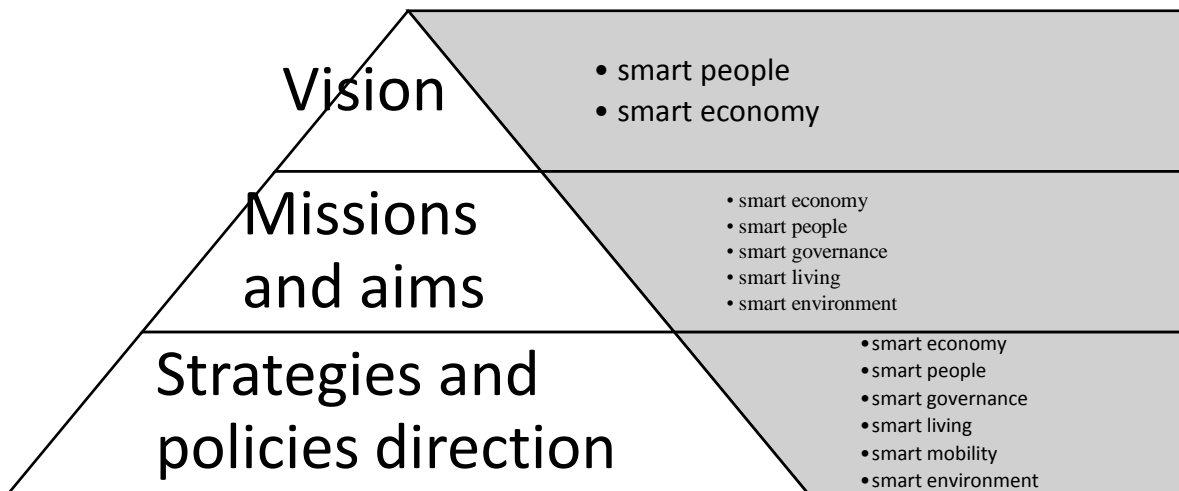 Vision
• smart people
• smart economy
Missions
and aims
• smart economy
• smart people
• smart governance
• smart living
• smart environment
Strategies and
policies direction
•smart economy
•smart people
•smart governance
•smart living
•smart mobility
•smart environment